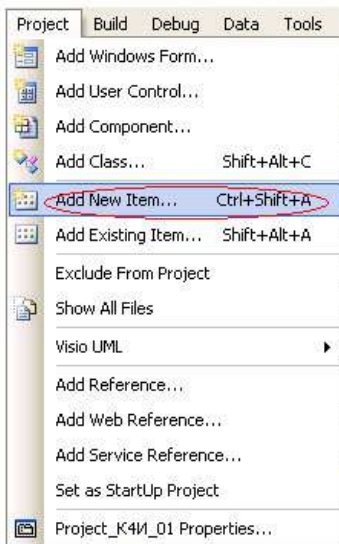 Project Build Debug Data Tools
Add Windows Form...
Add User Control...
Add Component...
Add Class... Shift+Alt+C
Add New Item... Ctrl+Shift+A
Add Existing Item... Shift+Alt+A
Exclude From Project
Show All Files
Visio UML
Add Reference...
Add Web Reference...
Add Service Reference...
Set as StartUp Project
Project_К4И_01 Properties...